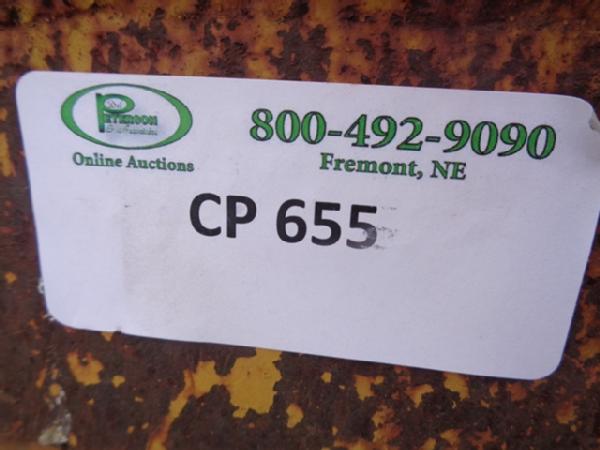 PETERSON
Online Auctions
800-492-9090
Fremont, NE
CP 655